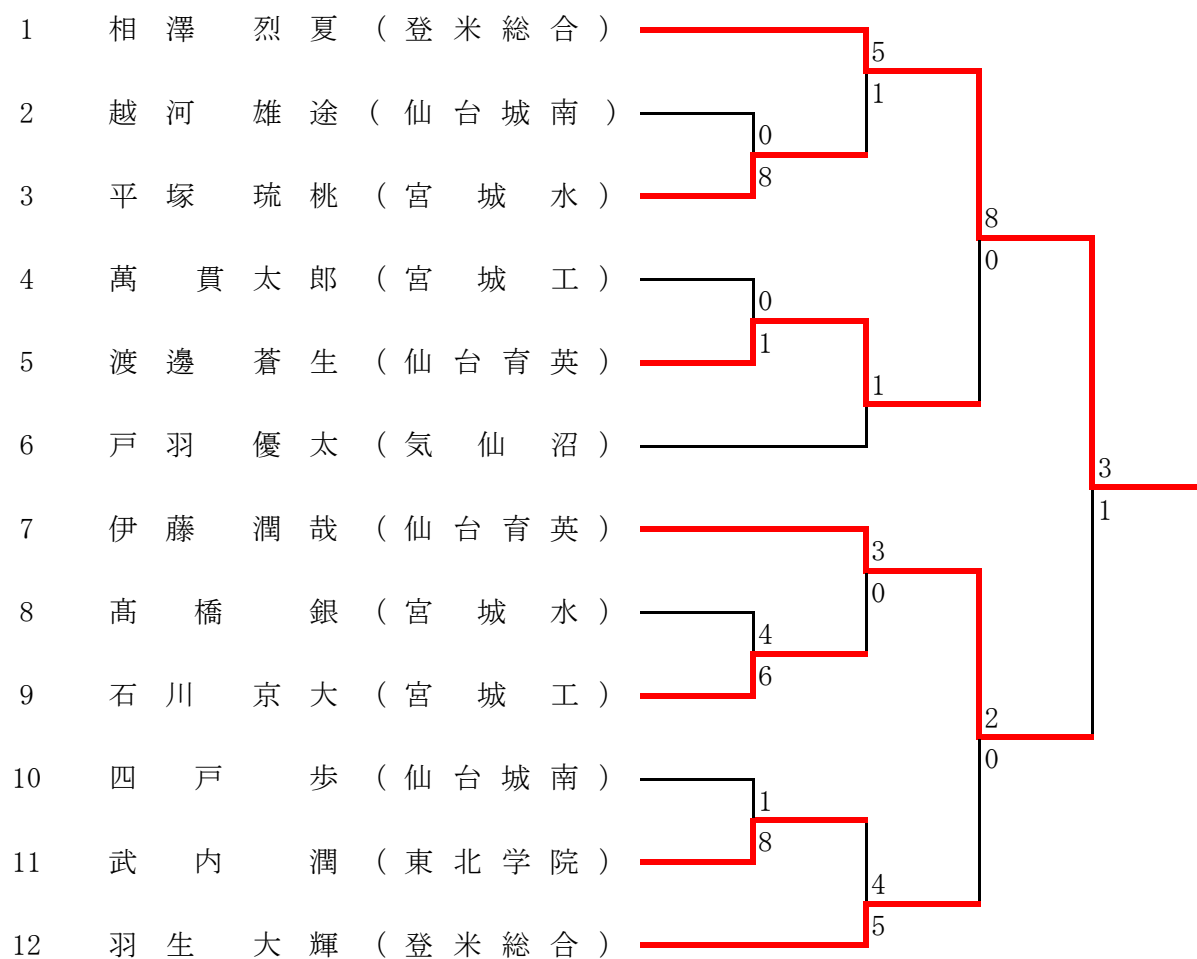 1 相澤 烈夏 (登米総合)
5
1
2 越河 雄途 (仙台城南)
0
8
3 平塚 琉桃 (宮城水)
8
0
4 萬 貫太郎 (宮城工)
0
1
5 渡邊 蒼生 (仙台育英)
1
6 戸羽 優太 (気仙沼)
3
1
7 伊藤 潤哉 (仙台育英)
3
0
8 髙橋 銀 (宮城水)
4
6
9 石川 京大 (宮城工)
2
0
10 四戸 歩 (仙台城南)
1
8
11 武内 潤 (東北学院)
4
5
12 羽生 大輝 (登米総合)